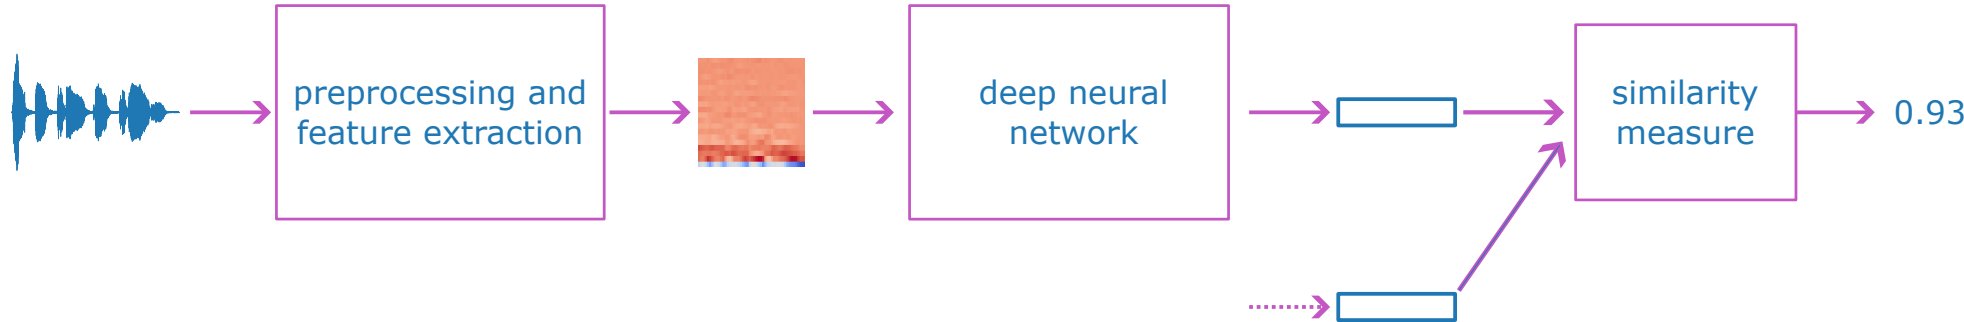 preprocessing and
feature extraction
deep neural
network
similarity
measure
0.93